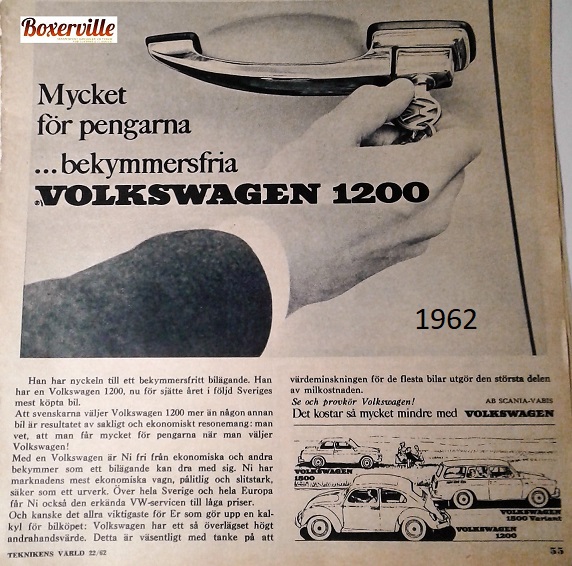 Boxerville
Mycket
för pengarna
...bekymmersfria
VOLKSWAGEN 1200
1962
Han har nyckeln till ett bekymmersfritt bilägande. Han
har en Volkswagen 1200, nu för sjätte året i följd Sveriges
mest köpta bil.
Att svenskarna väljer Volkswagen 1200 mer än någon annan
bil är resultatet av sakligt och ekonomiskt resonemang: man
vet, att man får mycket för pengarna när man väljer
Volkswagen!
Med en Volkswagen är Ni fri från ekonomiska och andra
bekymmer som ett bilägande kan dra med sig. Ni har
marknadens mest ekonomiska vagn, pålitlig och slitstark,
säker som ett urverk. Över hela Sverige och hela Europa
får Ni också den erkända VW-servicen till låga priser.
Och kanske det allra viktigaste för Er som gör upp en kal-
kyl för bilköpet: Volkswagen har ett så överlägset högt
andrahandsvärde. Detta är väsentligt med tanke på att
värdeminskningen för de flesta bilar utgör den största delen
av milkostnaden.
Se och provkör Volkswagen!
AB SCANIA-VABIS
Det kostar så mycket mindre med VOLKSWAGEN
VOLKSWAGEN
1500
VOLKSWAGEN
1500 Variant
VOLKSWAGEN
1200
TEKNIKENS VÄRLD 22/62
55